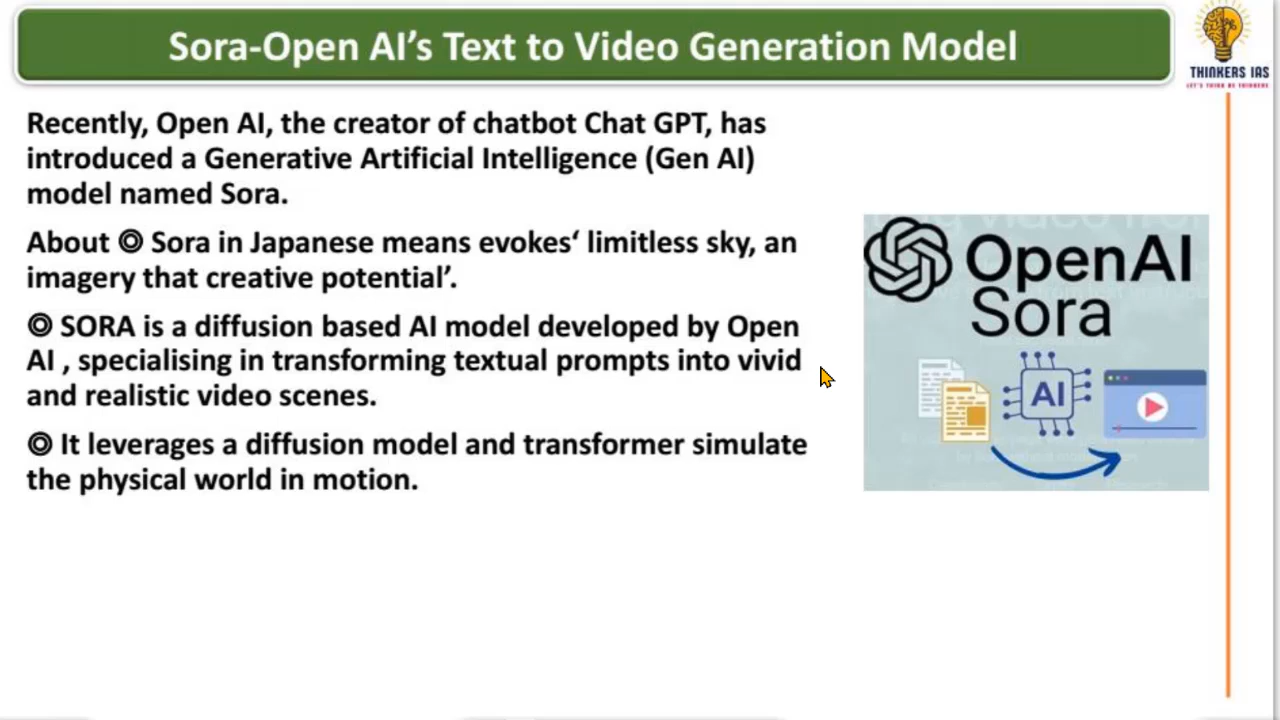 Sora-Open AI’s Text to Video Generation Model
THINKERS IAS
LET'S THINK BE THINKERS
Recently, Open AI, the creator of chatbot Chat GPT, has
introduced a Generative Artificial Intelligence (Gen AI)
model named Sora.
About ◎ Sora in Japanese means evokes‘ limitless sky, an
imagery that creative potential’.
◎ SORA is a diffusion based AI model developed by Open
AI , specialising in transforming textual prompts into vivid
and realistic video scenes.
◎ It leverages a diffusion model and transformer simulate
the physical world in motion.
OpenAI
Sora
AI